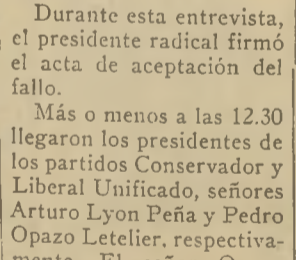 Durante esta entrevista,
el presidente radical firmó
el acta de aceptación del
fallo.
Más o menos a las 12.30
llegaron los presidentes de
los partidos Conservador y
Liberal Unificado, señores
Arturo Lyon Peña y Pedro
Opazo Letelier, respectiva-